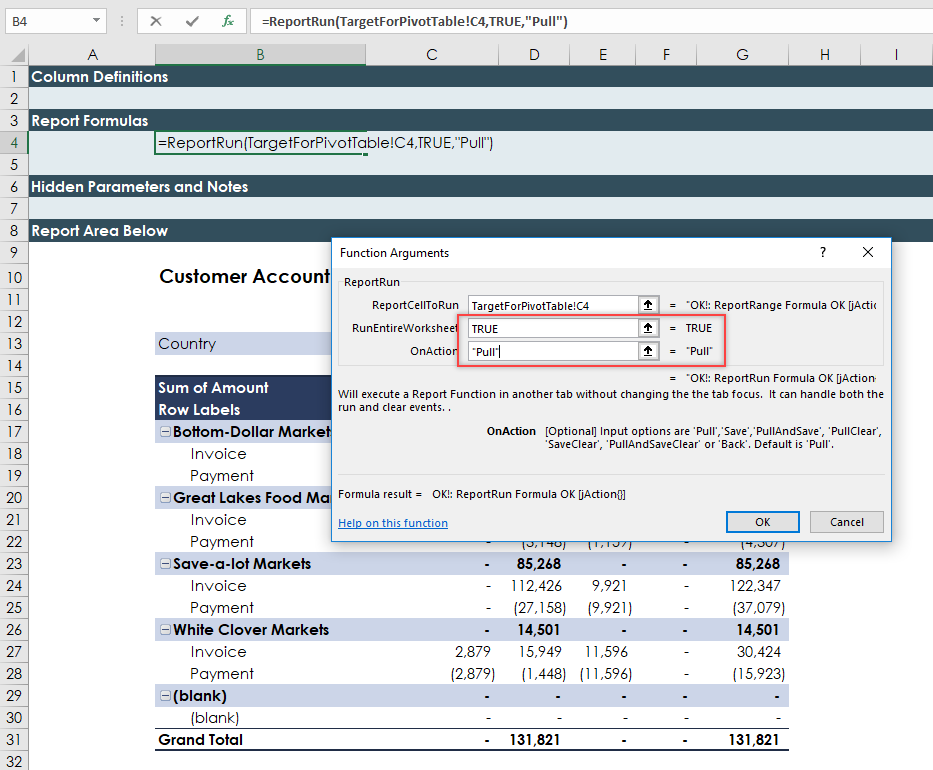 B4
fx
=ReportRun(TargetForPivotTable!C4,TRUE,"Pull")
A B C D E F G H I
1 Column Definitions
2
3 Report Formulas
4 =ReportRun(TargetForPivotTable!C4,TRUE,"Pull")
5
6 Hidden Parameters and Notes
7
8 Report Area Below
9
10 Customer Account
11
12
13 Country
14
15 Sum of Amount
16 Row Labels
17 Bottom-Dollar Markets
18 Invoice
19 Payment
20 Great Lakes Food Ma
21 Invoice
22 Payment (3,148) (1,159) - (4,307)
23 Save-a-lot Markets - 85,268 - - 85,268
24 Invoice - 112,426 9,921 - 122,347
25 Payment - (27,158) (9,921) - (37,079)
26 White Clover Markets - 14,501 - - 14,501
27 Invoice 2,879 15,949 11,596 - 30,424
28 Payment (2,879) (1,448) (11,596) - (15,923)
29 (blank) - - - - -
30 (blank) - - - - -
31 Grand Total - 131,821 - - 131,821
32
Function Arguments ?
ReportRun
ReportCellToRun TargetForPivotTable!C4 = "OK!: ReportRange Formula OK [jActic
RunEntireWorksheet TRUE = TRUE
OnAction "Pull" = "Pull"
= "OK!: ReportRun Formula OK [jAction
Will execute a Report Function in another tab without changing the the tab focus. It can handle both the
run and clear events. .
OnAction [Optional] Input options are 'Pull','Save','PullAndSave', 'PullClear',
'SaveClear', 'PullAndSaveClear' or 'Back'. Default is 'Pull'.
Formula result = OK!: ReportRun Formula OK [jAction{}]
Help on this function
OK Cancel